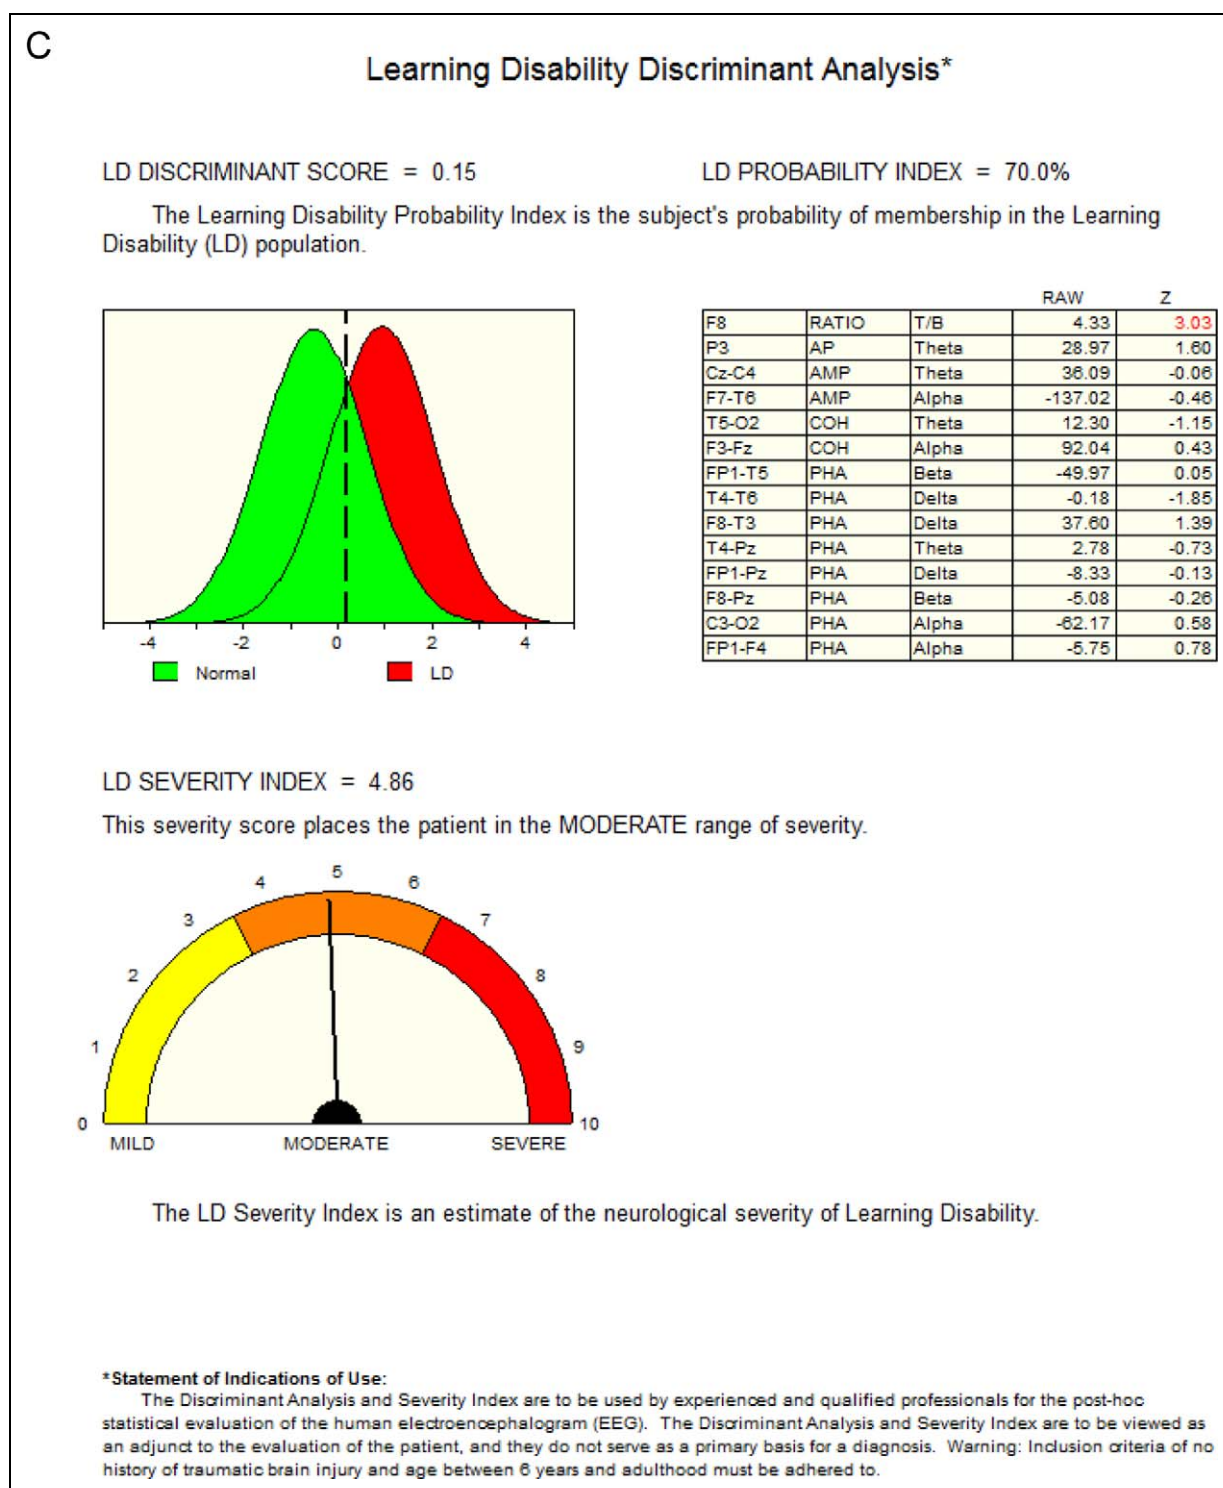 C
Learning Disability Discriminant Analysis*
LD DISCRIMINANT SCORE = 0.15
LD PROBABILITY INDEX = 70.0%
The Learning Disability Probability Index is the subject's probability of membership in the Learning
Disability (LD) population.
-4 -2 0 2 4
Normal LD
RAW Z
F8 RATIO T/B 4.33 3.03
P3 AP Theta 28.97 1.60
Cz-C4 AMP Theta 36.09 -0.06
F7-T6 AMP Alpha -137.02 -0.46
T5-O2 COH Theta 12.30 -1.15
F3-Fz COH Alpha 92.04 0.43
FP1-T5 PHA Beta -49.97 0.05
T4-T6 PHA Delta -0.18 -1.85
F8-T3 PHA Delta 37.60 1.39
T4-Pz PHA Theta 2.78 -0.73
FP1-Pz PHA Delta -8.33 -0.13
F8-Pz PHA Beta -5.08 -0.26
C3-O2 PHA Alpha -62.17 0.58
FP1-F4 PHA Alpha -5.75 0.78
LD SEVERITY INDEX = 4.86
This severity score places the patient in the MODERATE range of severity.
0 1 2 3 4 5 6 7 8 9 10
MILD MODERATE SEVERE
The LD Severity Index is an estimate of the neurological severity of Learning Disability.
*Statement of Indications of Use:
The Discriminant Analysis and Severity Index are to be used by experienced and qualified professionals for the post-hoc
statistical evaluation of the human electroencephalogram (EEG). The Discriminant Analysis and Severity Index are to be viewed as
an adjunct to the evaluation of the patient, and they do not serve as a primary basis for a diagnosis. Warning: Inclusion criteria of no
history of traumatic brain injury and age between 6 years and adulthood must be adhered to.